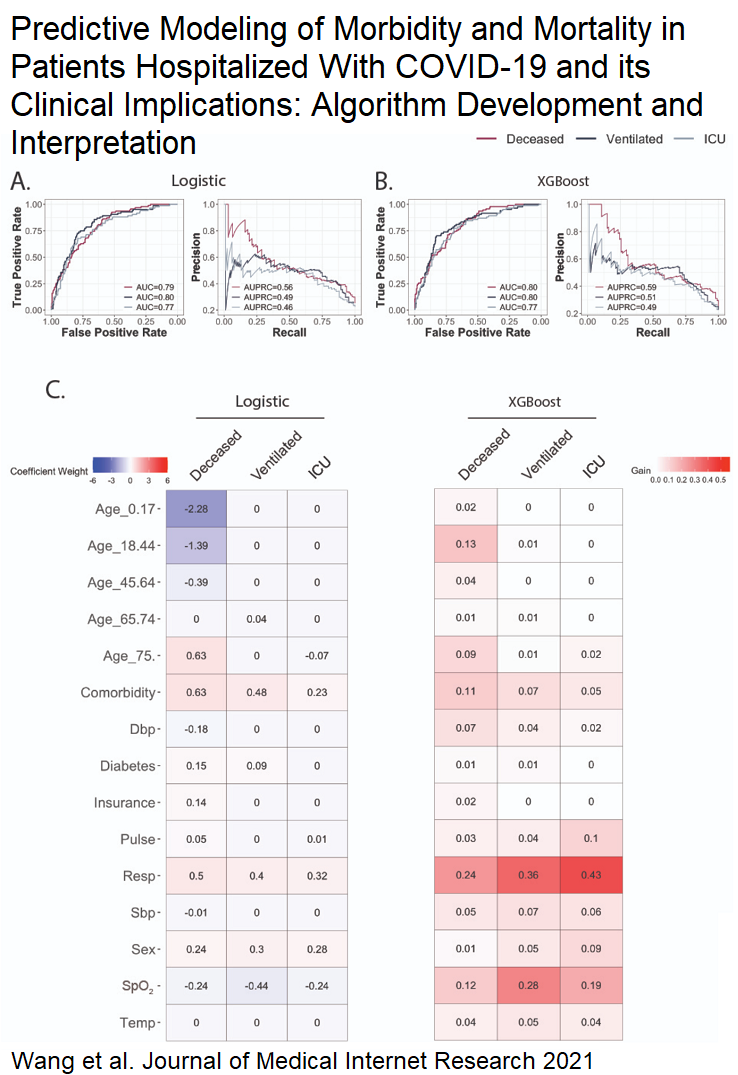 Predictive Modeling of Morbidity and Mortality in
Patients Hospitalized With COVID-19 and its
Clinical Implications: Algorithm Development and
Interpretation
Deceased Ventilated ICU
A. Logistic
True Positive Rate
1.00
0.75
0.50
0.25
0.00
AUC=0.79
AUC=0.80
AUC=0.77
1.00 0.75 0.50 0.25 0.00
False Positive Rate
Precision
1.0
0.8
0.6
0.4
0.2
AUPRC=0.56
AUPRC=0.49
AUPRC=0.46
0.00 0.25 0.50 0.75 1.00
Recall
B. XGBoost
True Positive Rate
1.00
0.75
0.50
0.25
0.00
AUC=0.80
AUC=0.80
AUC=0.77
1.00 0.75 0.50 0.25 0.00
False Positive Rate
Precision
1.0
0.8
0.6
0.4
0.2
AUPRC=0.59
AUPRC=0.51
AUPRC=0.49
0.00 0.25 0.50 0.75 1.00
Recall
C.
Logistic XGBoost
Coefficient Weight
-6 -3 0 3 6
Deceased Ventilated ICU
Deceased Ventilated ICU
Gain
0.0 0.1 0.2 0.3 0.4 0.5
Age_0.17 -2.28 0 0 0.02 0 0
Age_18.44 -1.39 0 0 0.13 0.01 0
Age_45.64 -0.39 0 0 0.04 0 0
Age_65.74 0 0.04 0 0.01 0.01 0
Age_75. 0.63 0 -0.07 0.09 0.01 0.02
Comorbidity 0.63 0.48 0.23 0.11 0.07 0.05
Dbp -0.18 0 0 0.07 0.04 0.02
Diabetes 0.15 0.09 0 0.01 0.01 0
Insurance 0.14 0 0 0.02 0 0
Pulse 0.05 0 0.01 0.03 0.04 0.1
Resp 0.5 0.4 0.32 0.24 0.36 0.43
Sbp -0.01 0 0 0.05 0.07 0.06
Sex 0.24 0.3 0.28 0.01 0.05 0.09
SpO₂ -0.24 -0.44 -0.24 0.12 0.28 0.19
Temp 0 0 0 0.04 0.05 0.04
Wang et al. Journal of Medical Internet Research 2021